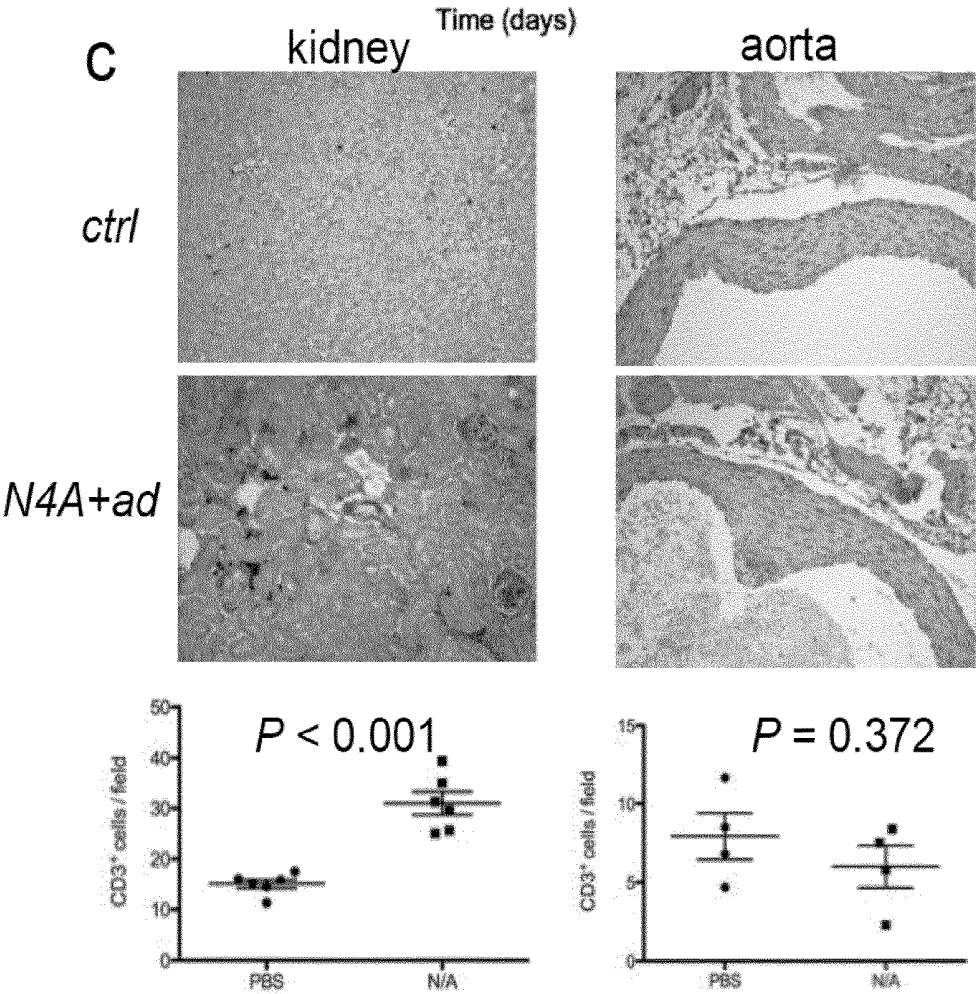 Time (days)
C
kidney
aorta
ctrl
N4A+ad
50
40
30
20
10
0
CD3+ cells / field
P < 0.001
PBS
N/A
15
10
5
0
CD3+ cells / field
P = 0.372
PBS
N/A